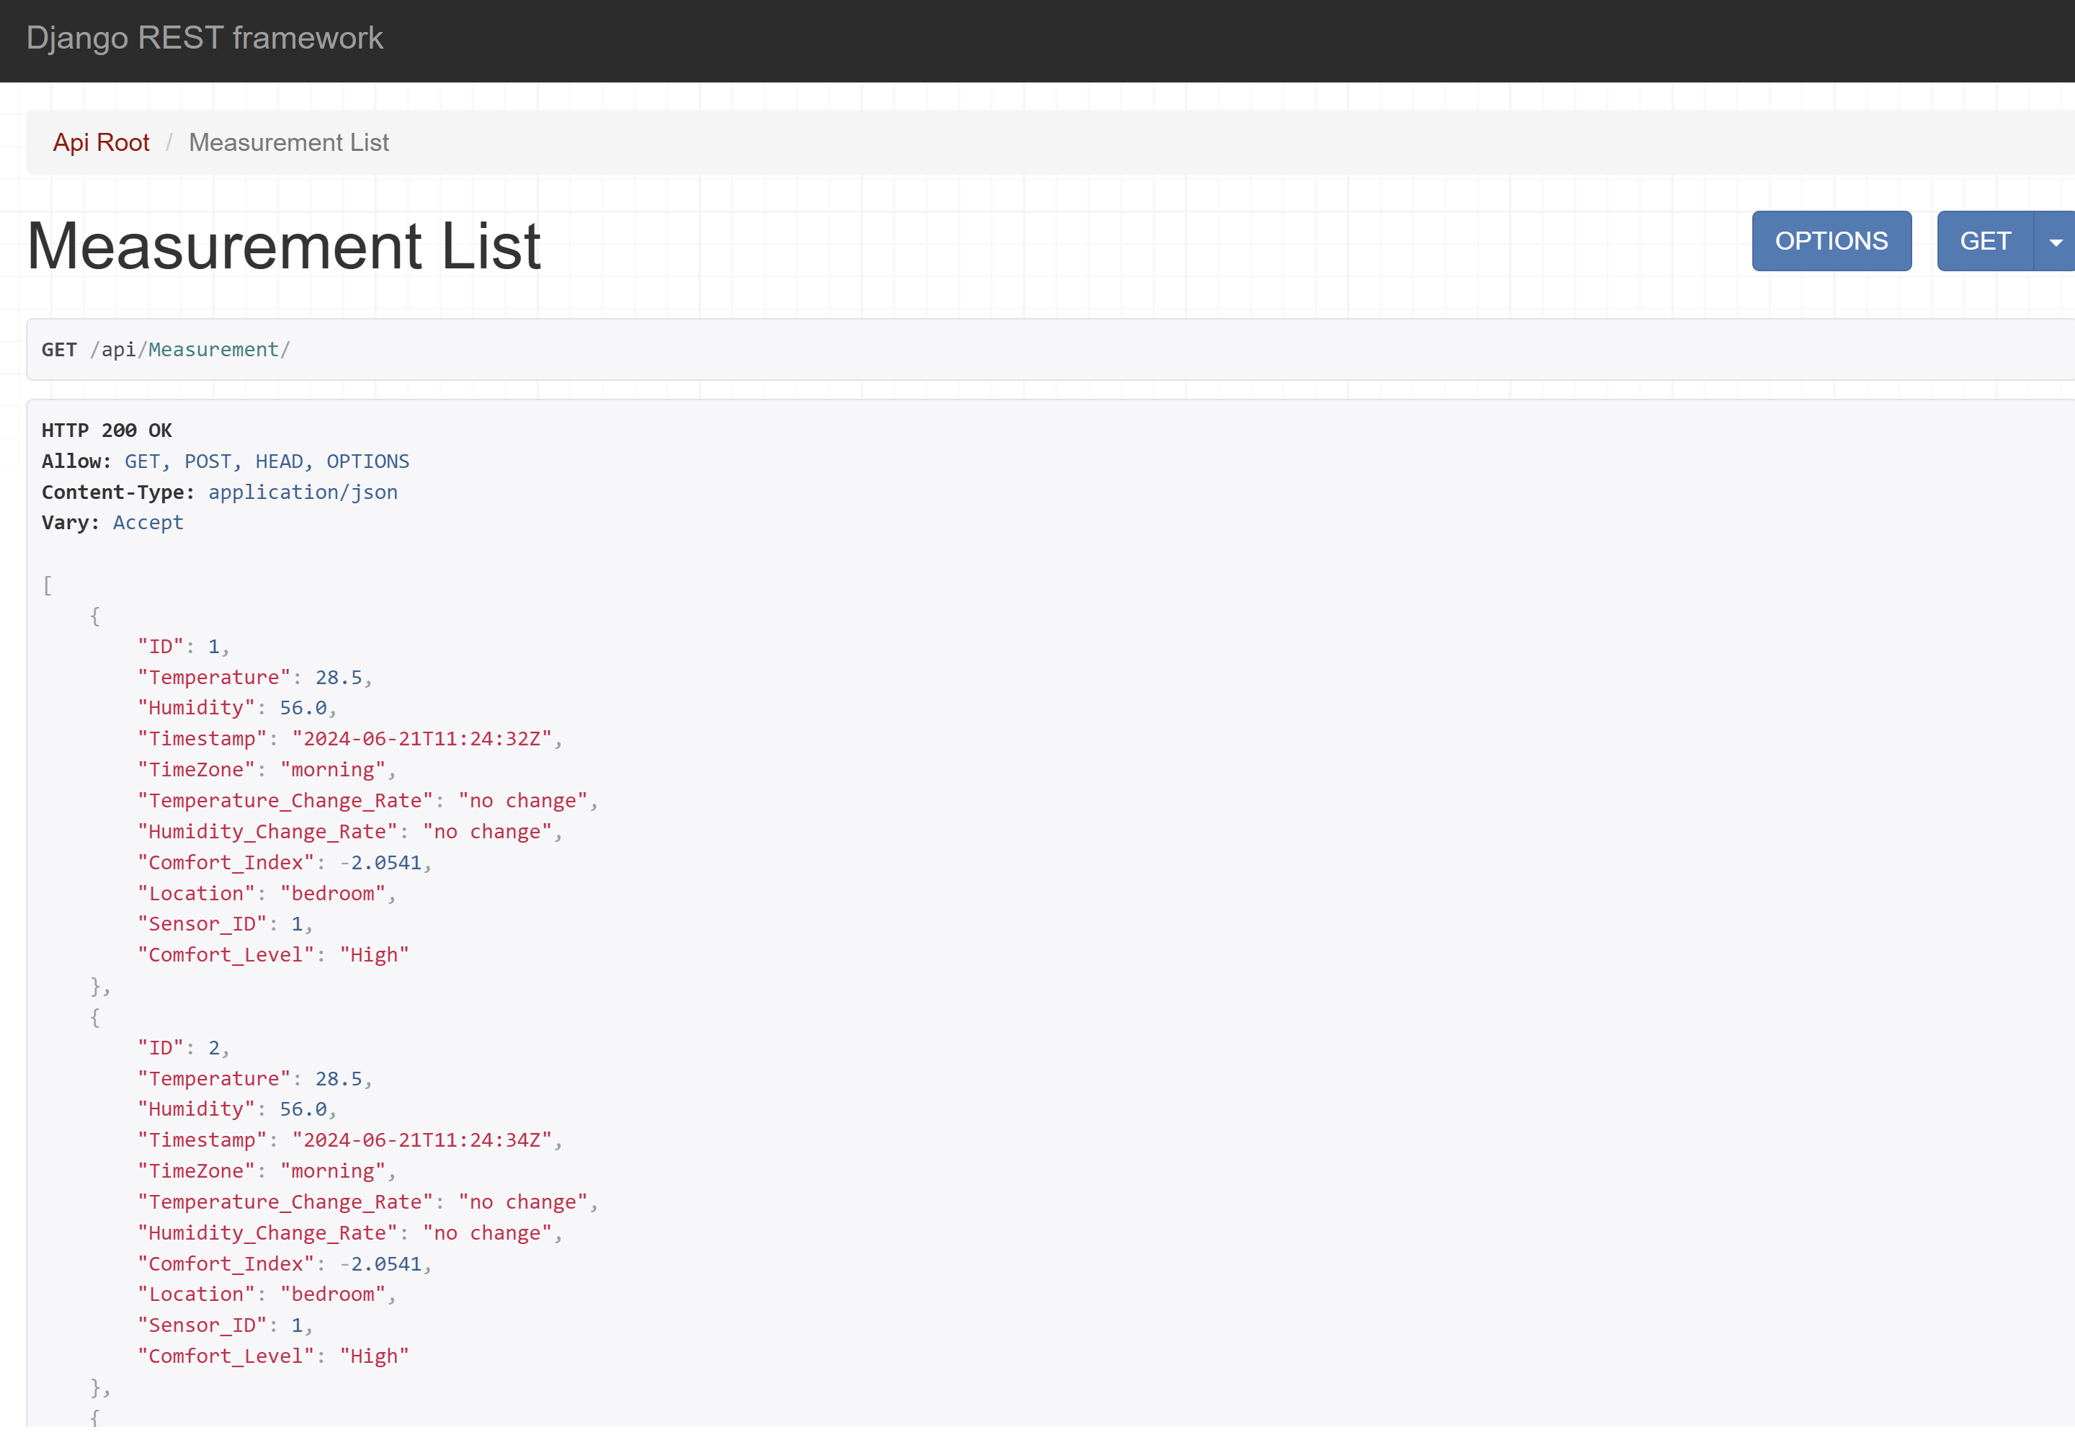 Django REST framework
Api Root / Measurement List
Measurement List
OPTIONS
GET
GET /api/Measurement/
HTTP 200 OK
Allow: GET, POST, HEAD, OPTIONS
Content-Type: application/json
Vary: Accept
[
    {
        "ID": 1,
        "Temperature": 28.5,
        "Humidity": 56.0,
        "Timestamp": "2024-06-21T11:24:32Z",
        "TimeZone": "morning",
        "Temperature_Change_Rate": "no change",
        "Humidity_Change_Rate": "no change",
        "Comfort_Index": -2.0541,
        "Location": "bedroom",
        "Sensor_ID": 1,
        "Comfort_Level": "High"
    },
    {
        "ID": 2,
        "Temperature": 28.5,
        "Humidity": 56.0,
        "Timestamp": "2024-06-21T11:24:34Z",
        "TimeZone": "morning",
        "Temperature_Change_Rate": "no change",
        "Humidity_Change_Rate": "no change",
        "Comfort_Index": -2.0541,
        "Location": "bedroom",
        "Sensor_ID": 1,
        "Comfort_Level": "High"
    },
    {